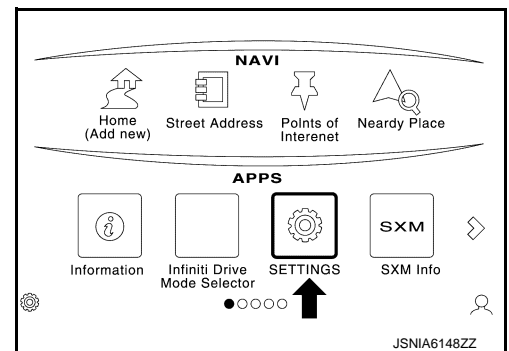 NAVI
Home
(Add new)
Street Address
Polnts of
Interenet
Neardy Place
APPS
i
SXM
Information
Infiniti Drive
Mode Selector
SETTINGS
SXM Info
JSNIA6148ZZ